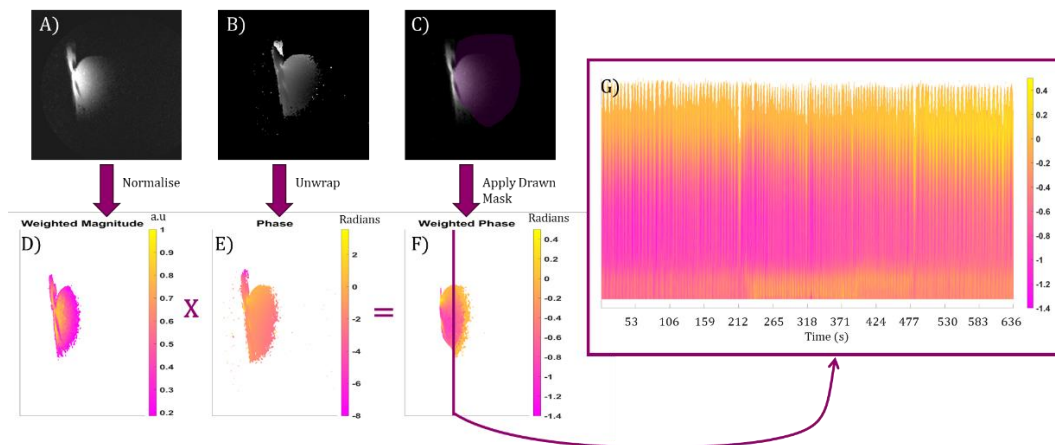 A)
B)
C)
G)
Normalise
Unwrap
Apply Drawn
Mask
Weighted Magnitude
a.u
Phase
Radians
Weighted Phase
Radians
D)
E)
F)
1
0.9
0.8
0.7
0.6
0.5
0.4
0.3
0.2
X
2
0
-2
-4
-6
-8
=
0.4
0.2
0
-0.2
-0.4
-0.6
-0.8
-1
-1.2
-1.4
0.4
0.2
0
-0.2
-0.4
-0.6
-0.8
-1
-1.2
-1.4
53 106 159 212 265 318 371 424 477 530 583 636
Time (s)